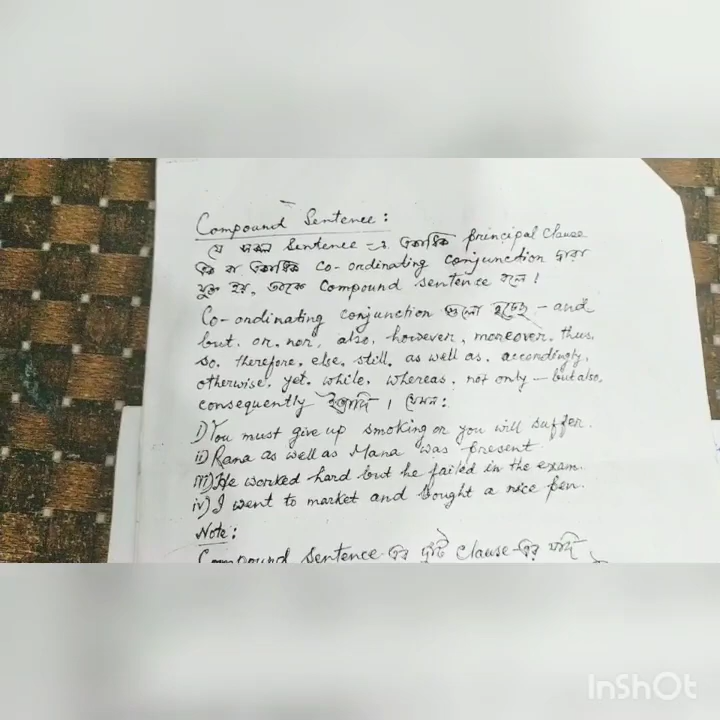 Compound Sentence:
যে সকল Sentence-এ একাধিক principal clause
এক বা একাধিক co-ordinating conjunction দ্বারা
যুক্ত হয়, তাকে Compound sentence বলে।
Co-ordinating conjunction গুলো হচ্ছে - and
but, or, nor, also, however, moreover, thus,
so, therefore, else, still, as well as, accordingly,
otherwise, yet, while, whereas, not only - but also,
consequently ইত্যাদি। যেমন:
i) You must give up smoking or you will suffer.
ii) Rana as well as Mana was present.
iii) He worked hard but he failed in the exam.
iv) I went to market and bought a nice pen.
Note:
Compound Sentence-এর দুটি clause-এর যদি
InShOt